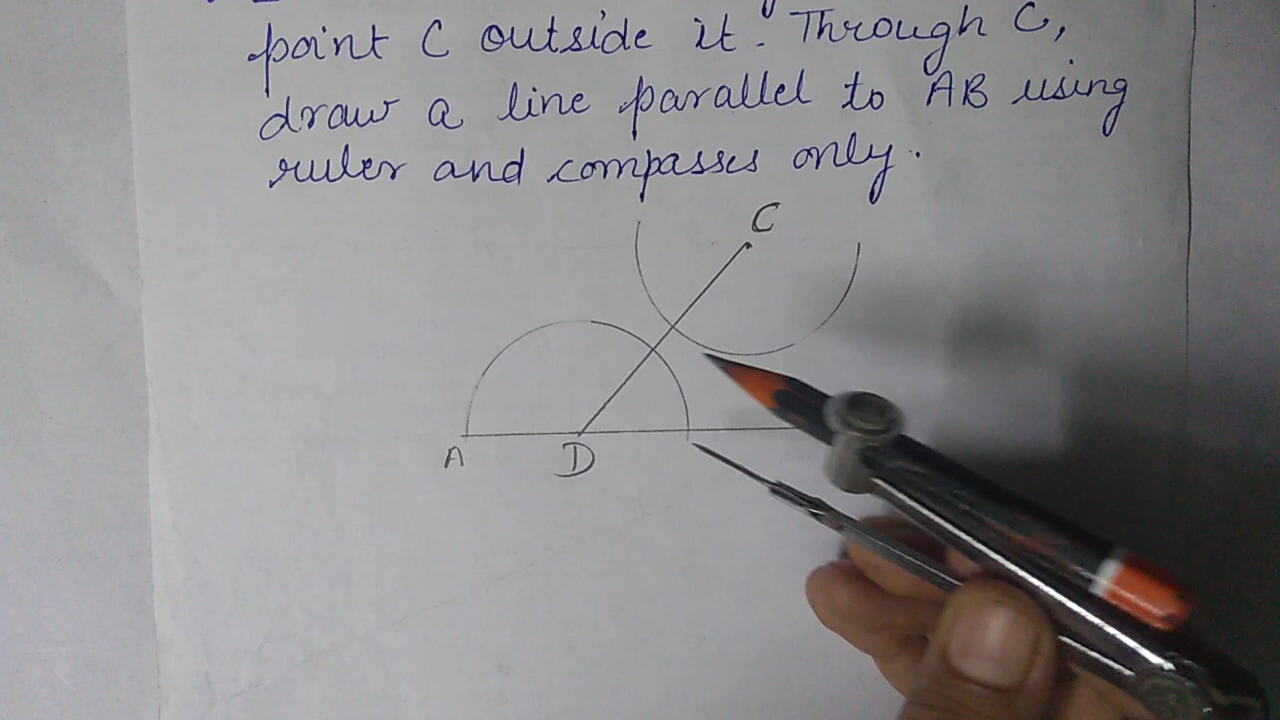 point C outside it. Through C,
draw a line parallel to AB using
ruler and compasses only.
C
A
D